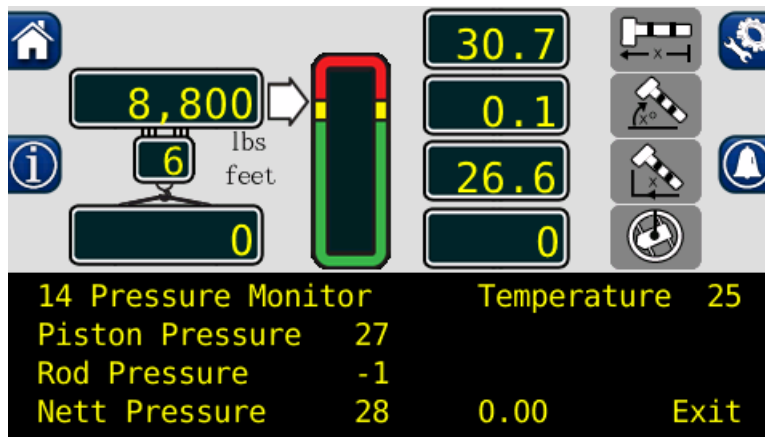 30.7
8,800
0.1
lbs
6
feet
26.6
0
0
x
x°
x
i
14 Pressure Monitor Temperature 25
Piston Pressure 27
Rod Pressure -1
Nett Pressure 28 0.00 Exit